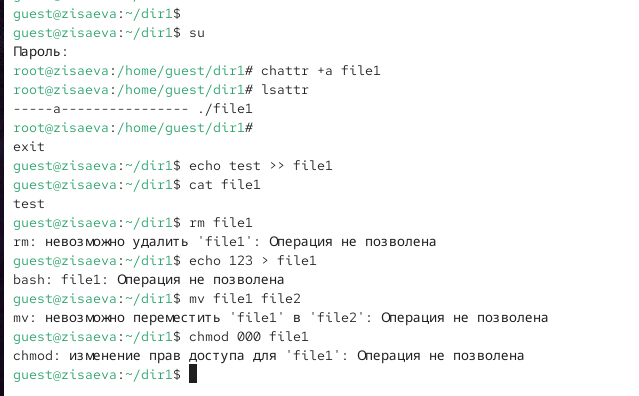 guest@zisaeva:~/dir1$
guest@zisaeva:~/dir1$ su
Пароль:
root@zisaeva:/home/guest/dir1# chattr +a file1
root@zisaeva:/home/guest/dir1# lsattr
-----a---------------- ./file1
root@zisaeva:/home/guest/dir1#
exit
guest@zisaeva:~/dir1$ echo test >> file1
guest@zisaeva:~/dir1$ cat file1
test
guest@zisaeva:~/dir1$ rm file1
rm: невозможно удалить 'file1': Операция не позволена
guest@zisaeva:~/dir1$ echo 123 > file1
bash: file1: Операция не позволена
guest@zisaeva:~/dir1$ mv file1 file2
mv: невозможно переместить 'file1' в 'file2': Операция не позволена
guest@zisaeva:~/dir1$ chmod 000 file1
chmod: изменение прав доступа для 'file1': Операция не позволена
guest@zisaeva:~/dir1$